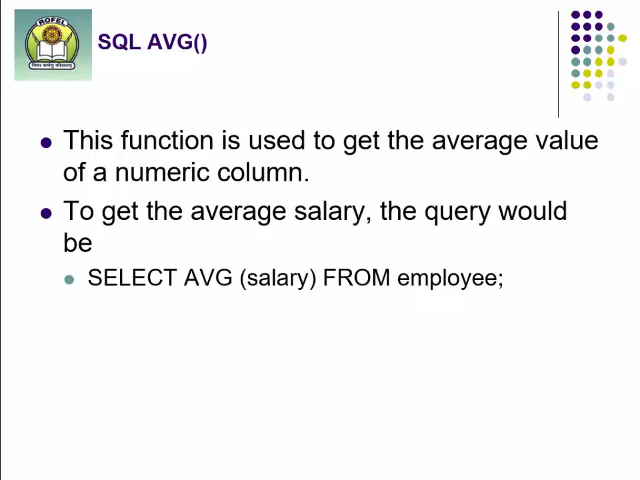 ROFEL
SQL AVG()
This function is used to get the average value
of a numeric column.
To get the average salary, the query would
be
SELECT AVG (salary) FROM employee;